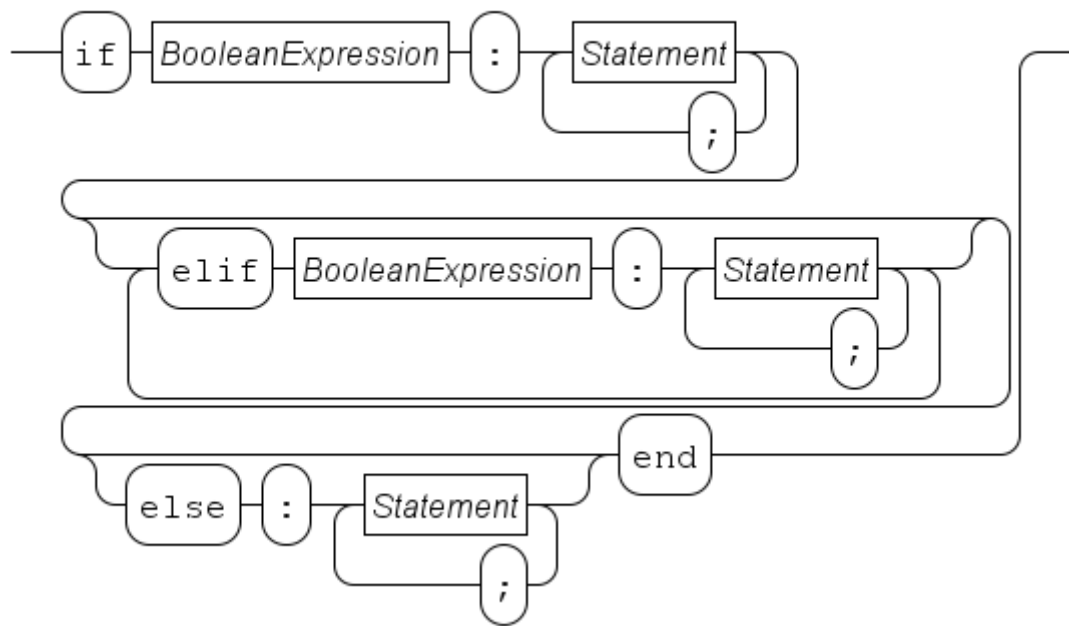 if BooleanExpression : Statement
;
elif BooleanExpression : Statement
;
end
else : Statement
;